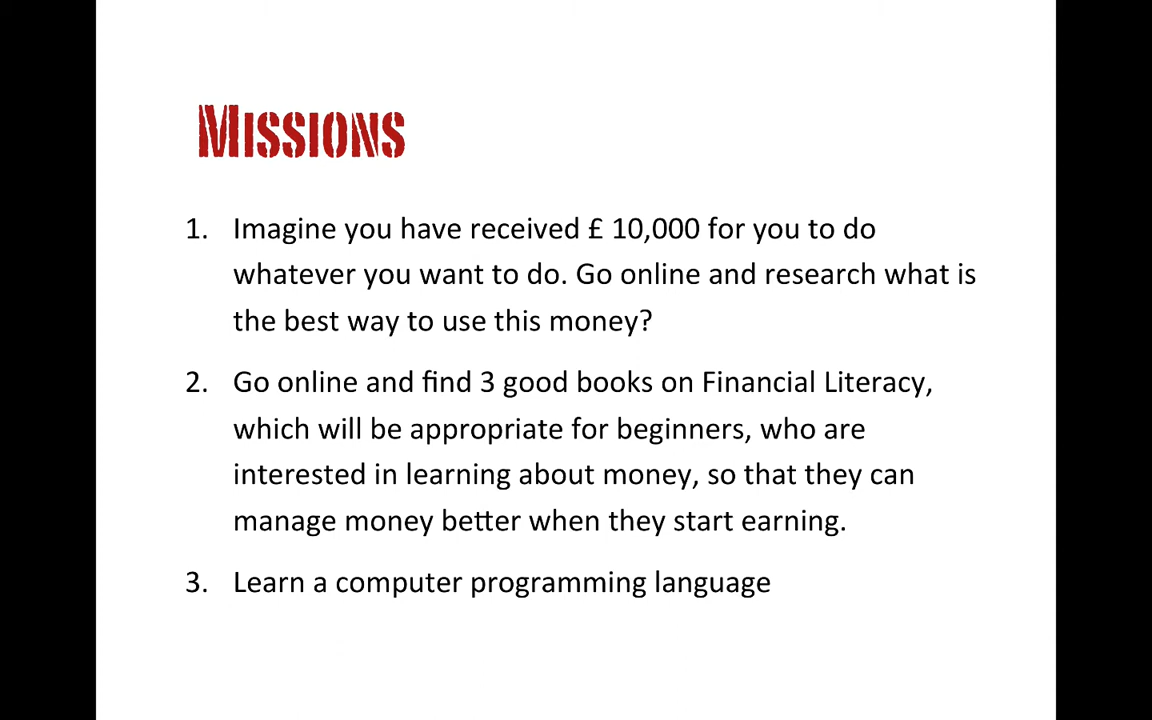 Missions
1. Imagine you have received £ 10,000 for you to do
whatever you want to do. Go online and research what is
the best way to use this money?
2. Go online and find 3 good books on Financial Literacy,
which will be appropriate for beginners, who are
interested in learning about money, so that they can
manage money better when they start earning.
3. Learn a computer programming language